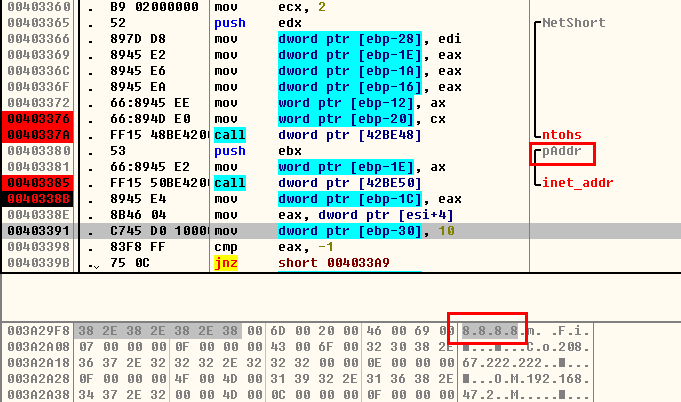 00403360 . B9 02000000 mov ecx, 2
00403365 . 52 push edx NetShort
00403366 . 897D D8 mov dword ptr [ebp-28], edi
00403369 . 8945 E2 mov dword ptr [ebp-1E], eax
0040336C . 8945 E6 mov dword ptr [ebp-1A], eax
0040336F . 8945 EA mov dword ptr [ebp-16], eax
00403372 . 66:8945 EE mov word ptr [ebp-12], ax
00403376 . 66:894D E0 mov word ptr [ebp-20], cx
0040337A . FF15 48BE4200 call dword ptr [42BE48] ntohs
00403380 . 53 push ebx pAddr
00403381 . 66:8945 E2 mov word ptr [ebp-1E], ax
00403385 . FF15 50BE4200 call dword ptr [42BE50] inet_addr
0040338B . 8945 E4 mov dword ptr [ebp-1C], eax
0040338E . 8B46 04 mov eax, dword ptr [esi+4]
00403391 . C745 D0 10000 mov dword ptr [ebp-30], 10
00403398 . 83F8 FF cmp eax, -1
0040339B . 75 0C jnz short 004033A9
003A29F8 38 2E 38 2E 38 2E 38 00 6D 00 20 00 46 00 69 00 8.8.8.8.m. .F.i.
003A2A08 07 00 00 00 0F 00 00 00 43 00 6F 00 32 30 38 2E ■...■...C.o.208.
003A2A18 36 37 2E 32 32 32 2E 32 32 32 00 00 0E 00 00 00 67.222.222..■...
003A2A28 0F 00 00 00 4F 00 4D 00 31 39 32 2E 31 36 38 2E ■...O.M.192.168.
003A2A38 34 37 2E 32 00 00 4D 00 0C 00 00 00 0F 00 00 00 47.2..M.....■...